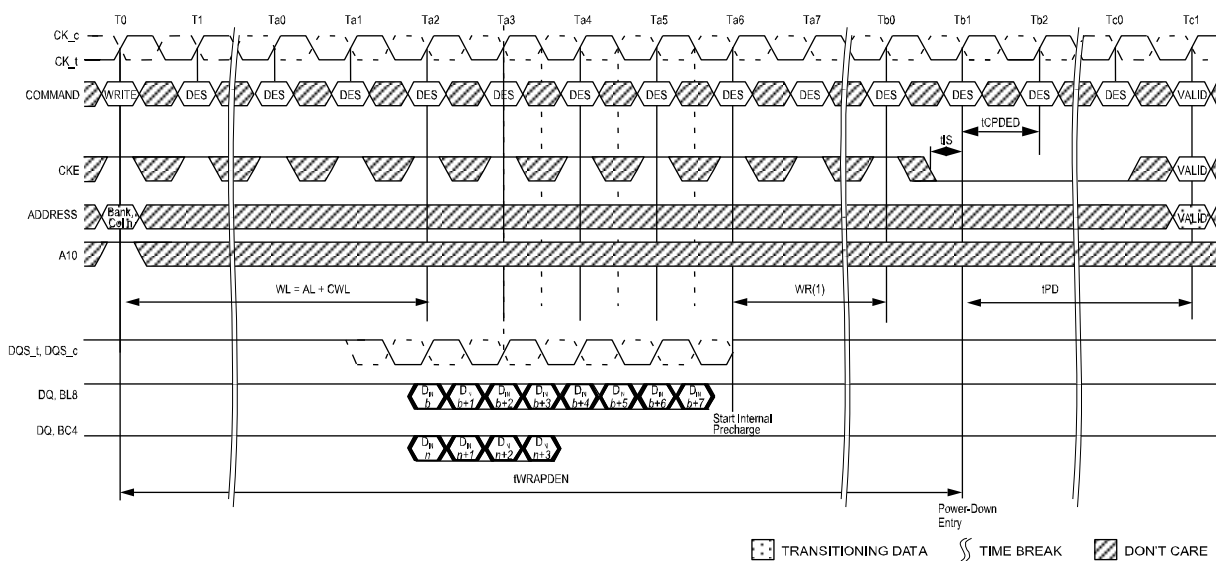 T0 T1 Ta0 Ta1 Ta2 Ta3 Ta4 Ta5 Ta6 Ta7 Tb0 Tb1 Tb2 Tc0 Tc1
CK_c
CK_t
COMMAND WRITE DES DES DES DES DES DES DES DES DES DES DES DES VALID
tCPDED
tIS
CKE VALID
ADDRESS Bank, Col n VALID
A10
WL = AL + CWL WR(1) tPD
DQS_t, DQS_c
DQ, BL8 DIN b DIN b+1 DIN b+2 DIN b+3 DIN b+4 DIN b+5 DIN b+6 DIN b+7
Start Internal
Precharge
DQ, BC4 DIN n DIN n+1 DIN n+2 DIN n+3
tWRAPDEN
Power-Down
Entry
TRANSITIONING DATA TIME BREAK DON'T CARE